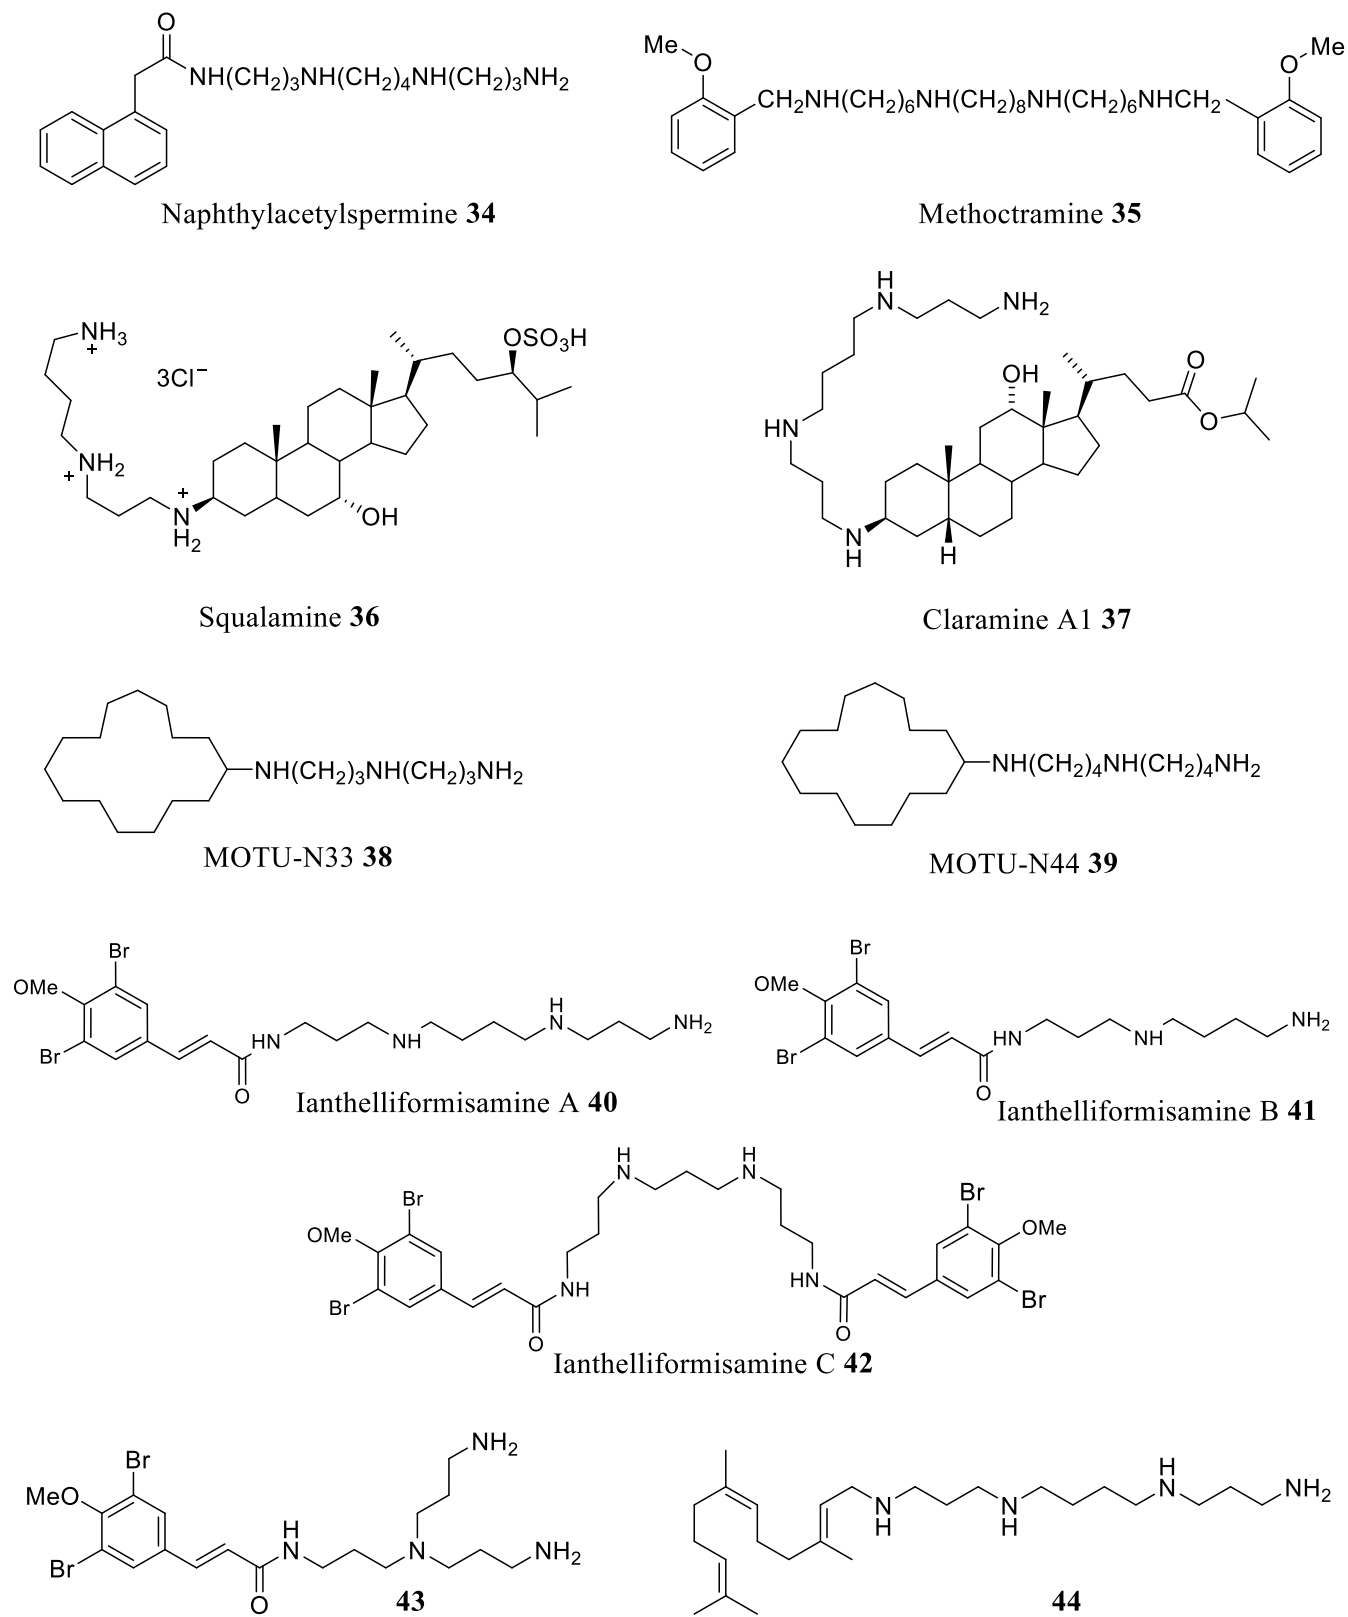 O
NH(CH2)3NH(CH2)4NH(CH2)3NH2
Naphthylacetylspermine 34
Me
O
CH2NH(CH2)6NH(CH2)8NH(CH2)6NHCH2
O
Me
Methoctramine 35
NH3
+
3Cl−
OSO3H
NH2
+
+
N
H2
OH
Squalamine 36
H
N
NH2
HN
OH
O
O
N
H
H
Claramine A1 37
NH(CH2)3NH(CH2)3NH2
MOTU-N33 38
NH(CH2)4NH(CH2)4NH2
MOTU-N44 39
Br
OMe
Br
HN
O
NH
H
N
NH2
Ianthelliformisamine A 40
Br
OMe
Br
HN
O
NH
NH2
Ianthelliformisamine B 41
H
N
H
N
Br
OMe
Br
NH
O
HN
O
Br
OMe
Br
Ianthelliformisamine C 42
Br
MeO
Br
O
H
N
N
NH2
NH2
43
N
H
N
H
H
N
NH2
44